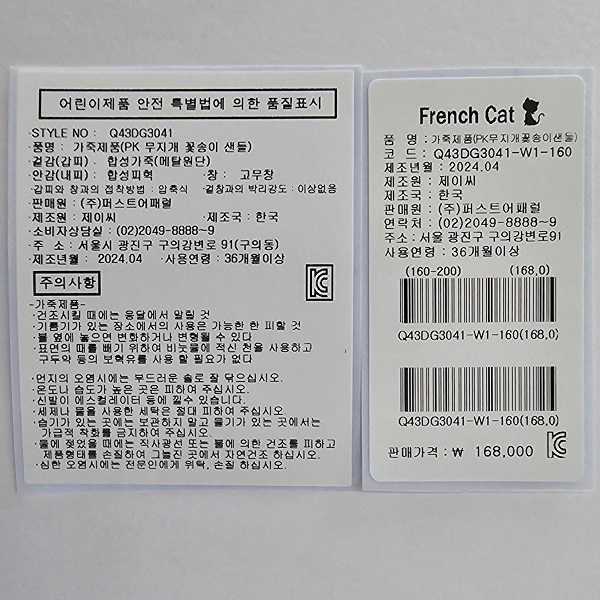 어린이제품 안전 특별법에 의한 품질표시
·STYLE NO : Q43DG3041
·품명 : 가죽제품(PK 무지개 꽃송이 샌들)
·겉감(갑피) : 합성가죽(메탈원단)
·안감(내피) : 합성피혁 ·창 : 고무창
·갑피와 창과의 접착방법 : 압축식 ·겉창과의 박리강도 : 이상없음
·판매원 : (주)퍼스트어패럴
·제조원 : 제이씨 ·제조국 : 한국
·소비자상담실 : (02)2049-8888~9
·주 소 : 서울시 광진구 구의강변로 91(구의동)
·제조년월 : 2024.04 ·사용연령 : 36개월이상
주의사항
-가죽제품-
·건조시킬 때에는 응달에서 말릴 것
·기름기가 있는 장소에서의 사용은 가능한 한 피할 것
·불 옆에 놓으면 변화하거나 변형될 수 있다
·표면의 때를 빼기 위하여 비눗물에 적신 천을 사용하고
구두약 등의 보혁유를 사용 할 필요가 없다
·먼지의 오염시에는 부드러운 솔로 잘 닦으십시오.
·온도나 습도가 높은 곳은 피하여 주십시오.
·신발이 에스컬레이터 등에 낄수 있습니다.
·세제나 물을 사용한 세탁은 절대 피하여 주십시오
·습기가 있는 곳에는 보관하지 말고 물기가 있는 곳에서는
가급적 착화를 금지하여 주십시오.
·물에 젖었을 때에는 직사광선 또는 불에 의한 건조를 피하고
제품형태를 손질하여 그늘진 곳에서 자연건조 하십시오.
·심한 오염시에는 전문인에게 위탁, 손질 하십시오.
French Cat
품 명 : 가죽제품(PK무지개꽃송이샌들)
코 드 : Q43DG3041-W1-160
제조년월 : 2024.04
제조원 : 제이씨
제조국 : 한국
판매원 : (주)퍼스트어패럴
연락처 : (02)2049-8888~9
주소 : 서울 광진구 구의강변로91
사용연령 : 36개월이상
(160-200) (168,0)
Q43DG3041-W1-160(168,0)
Q43DG3041-W1-160(168,0)
판매가격 : ₩ 168,000